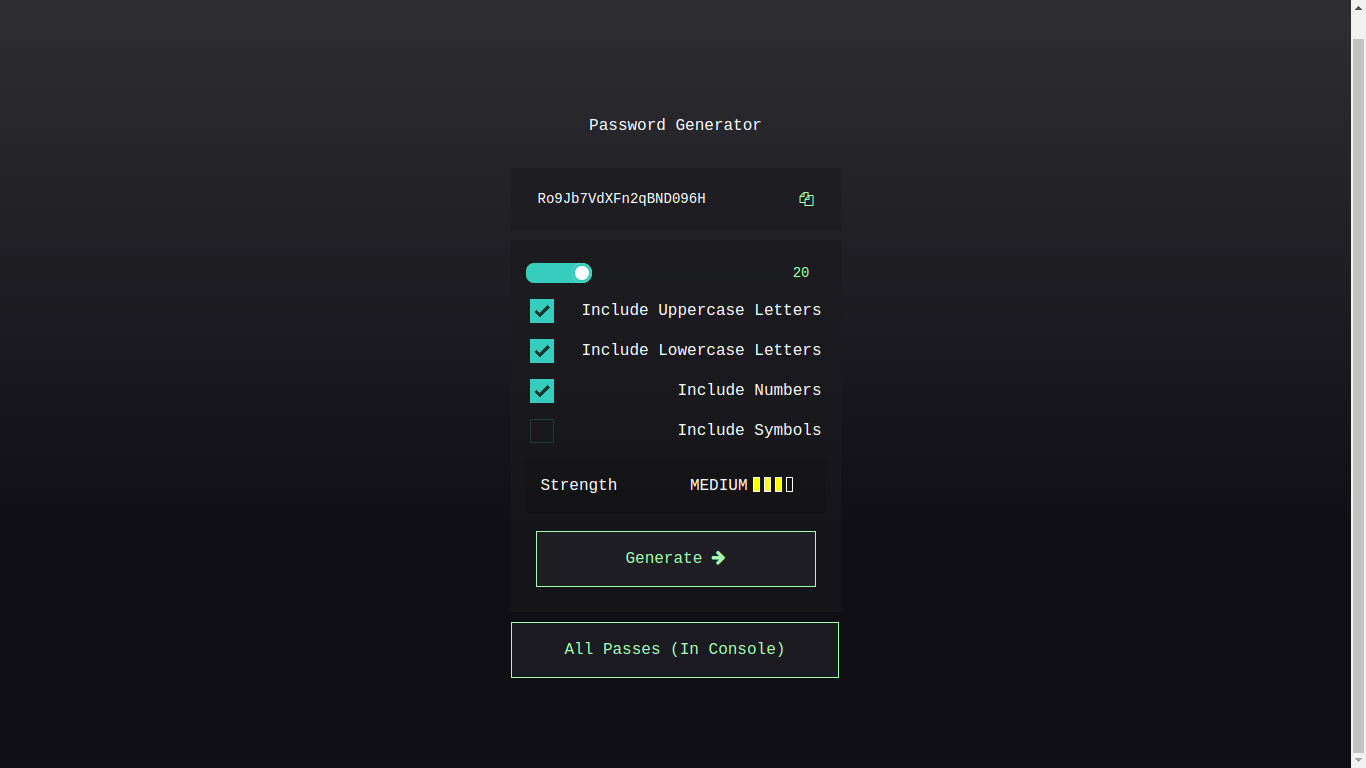 Password Generator
Ro9Jb7VdXFn2qBND096H
20
Include Uppercase Letters
Include Lowercase Letters
Include Numbers
Include Symbols
Strength MEDIUM
Generate
All Passes (In Console)